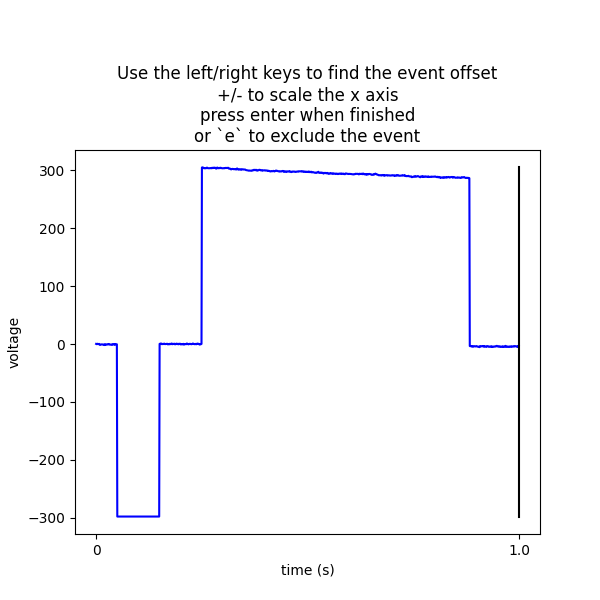 Use the left/right keys to find the event offset
+/- to scale the x axis
press enter when finished
or `e` to exclude the event
300
200
100
0
−100
−200
−300
voltage
0
1.0
time (s)